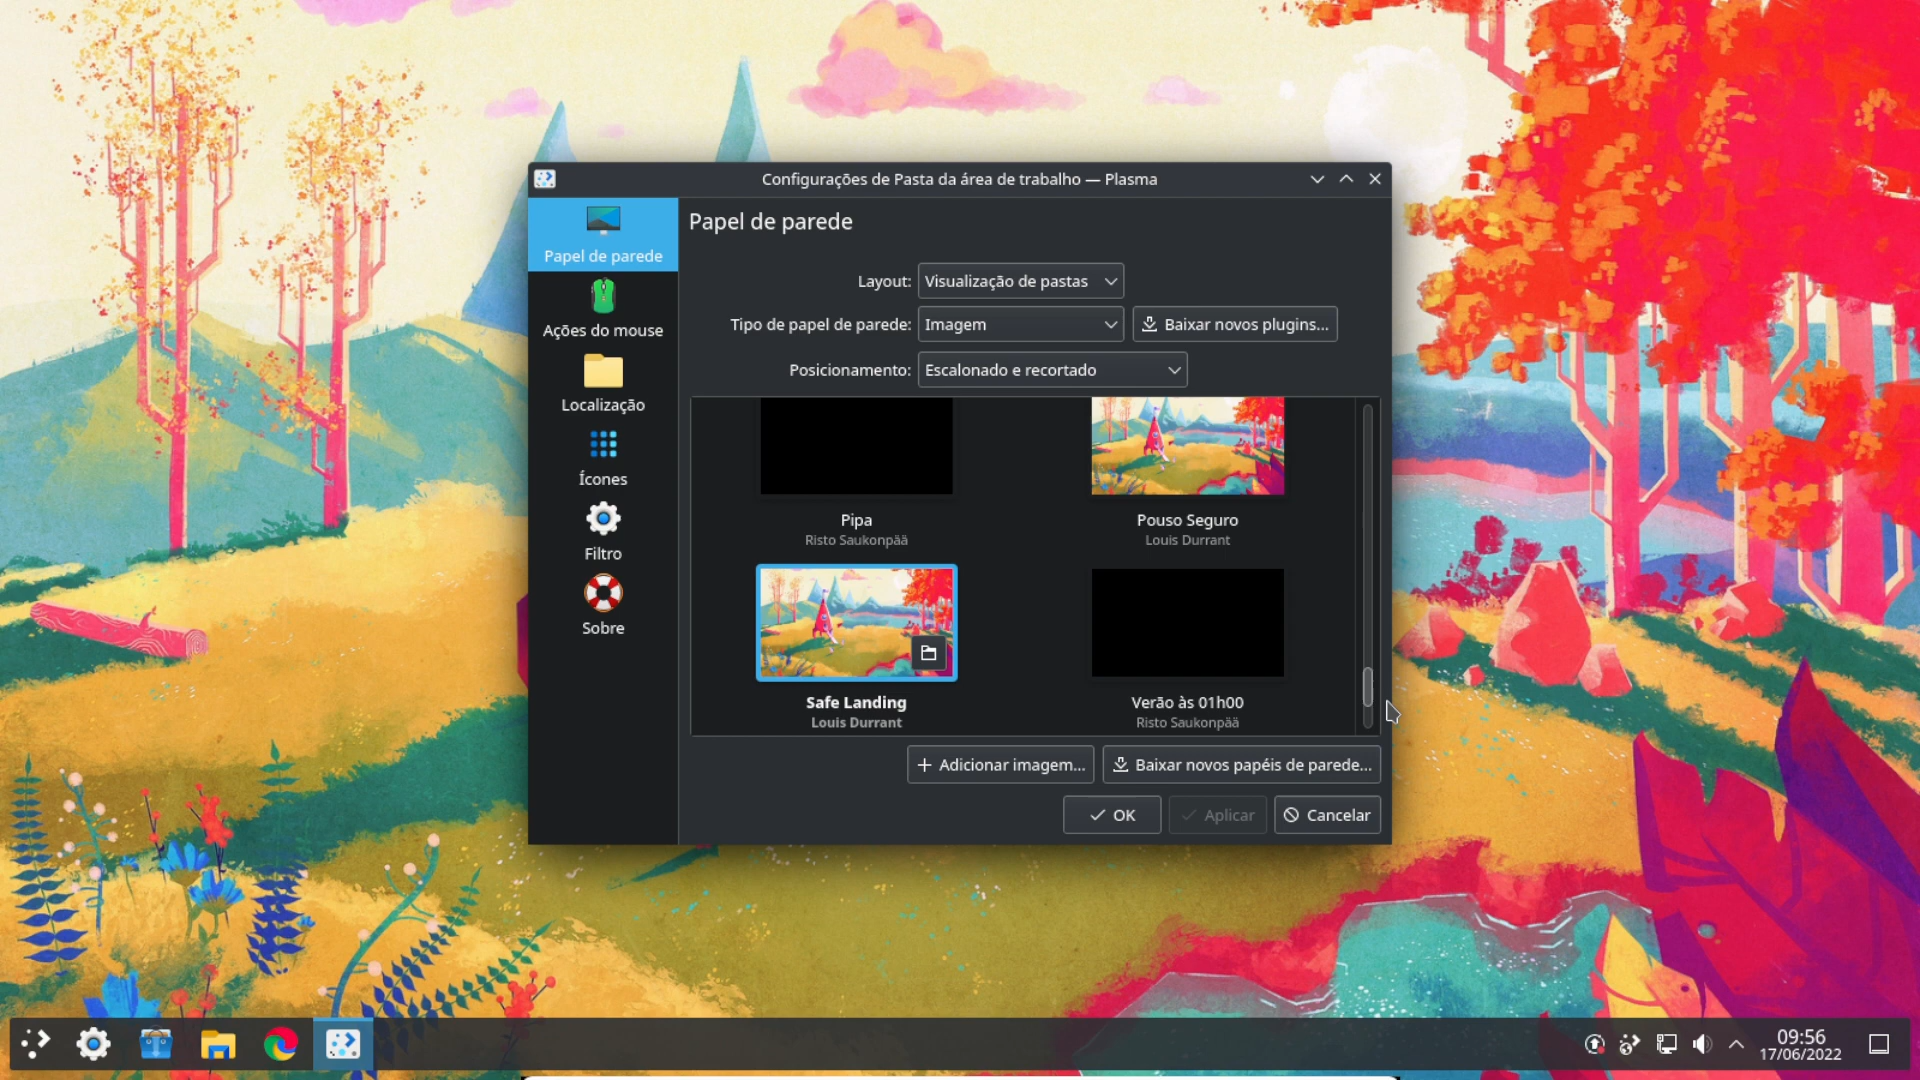 Configurações de Pasta da área de trabalho — Plasma
Papel de parede
Ações do mouse
Localização
Ícones
Filtro
Sobre
Papel de parede
Layout: Visualização de pastas
Tipo de papel de parede: Imagem Baixar novos plugins...
Posicionamento: Escalonado e recortado
Pipa
Risto Saukonpää
Pouso Seguro
Louis Durrant
Safe Landing
Louis Durrant
Verão às 01h00
Risto Saukonpää
Adicionar imagem... Baixar novos papéis de parede...
OK Aplicar Cancelar
09:56
17/06/2022